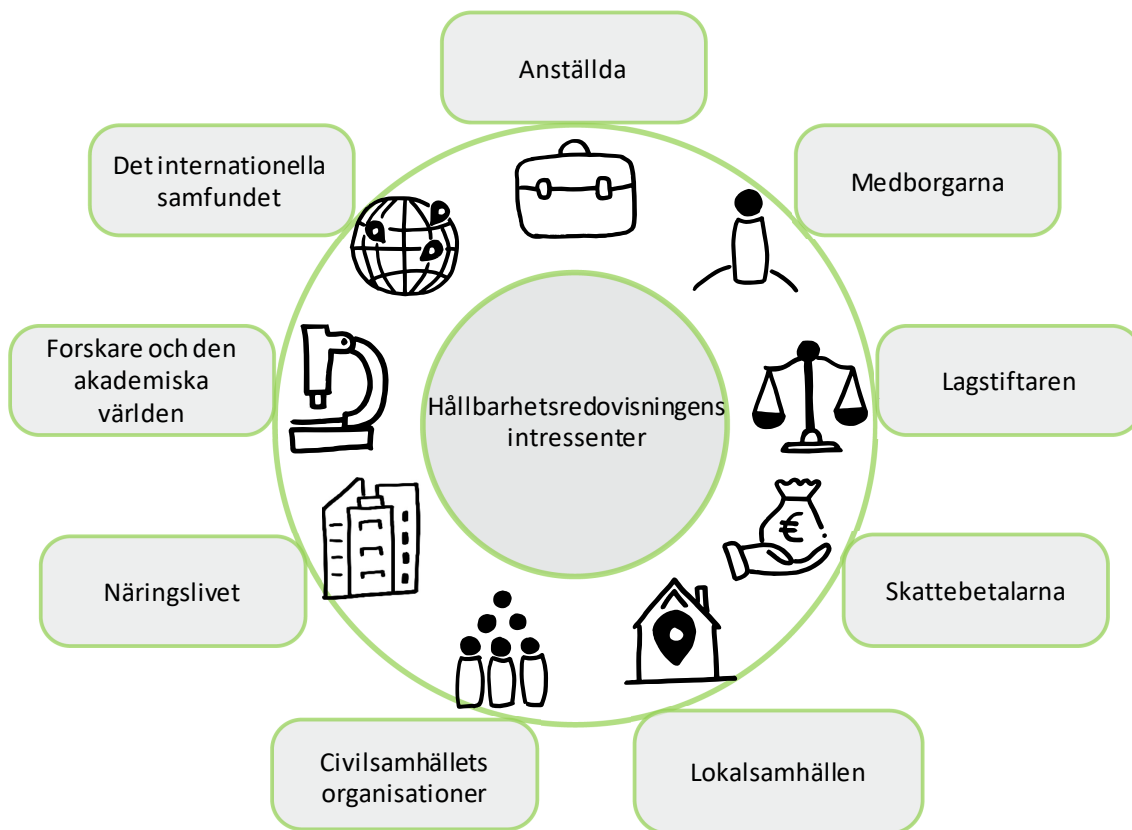 Anställda
Det internationella
samfundet
Medborgarna
Forskare och den
akademiska
världen
Hållbarhetsredovisningens
intressenter
Lagstiftaren
€
Näringslivet
Skattebetalarna
Civilsamhällets
organisationer
Lokalsamhällen